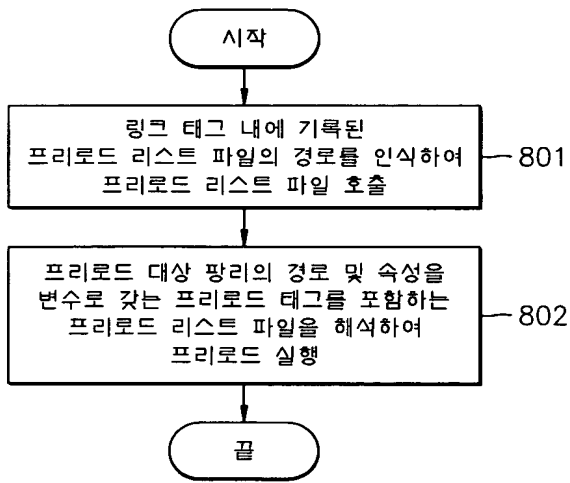 시작
링크 태그 내에 기록된
프리로드 리스트 파일의 경로를 인식하여
프리로드 리스트 파일 호출
801
프리로드 대상 팡리의 경로 및 속성을
변수로 갖는 프리로드 태그를 포함하는
프리로드 리스트 파일을 해석하여
프리로드 실행
802
끝